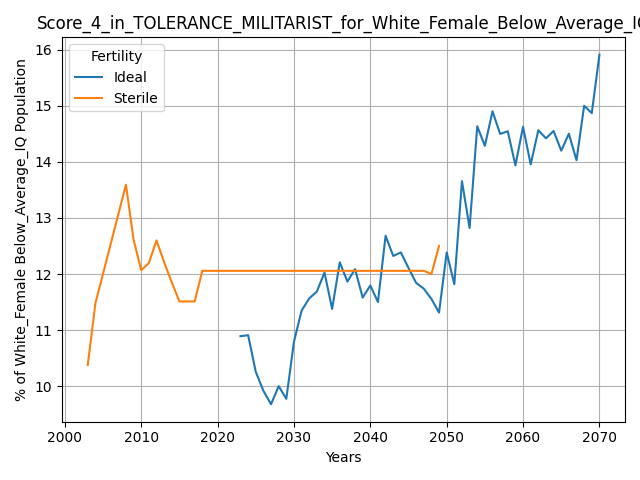 Score_4_in_TOLERANCE_MILITARIST_for_White_Female_Below_Average_IQ
Fertility
Ideal
Sterile
% of White_Female Below_Average_IQ Population
16
15
14
13
12
11
10
2000 2010 2020 2030 2040 2050 2060 2070
Years